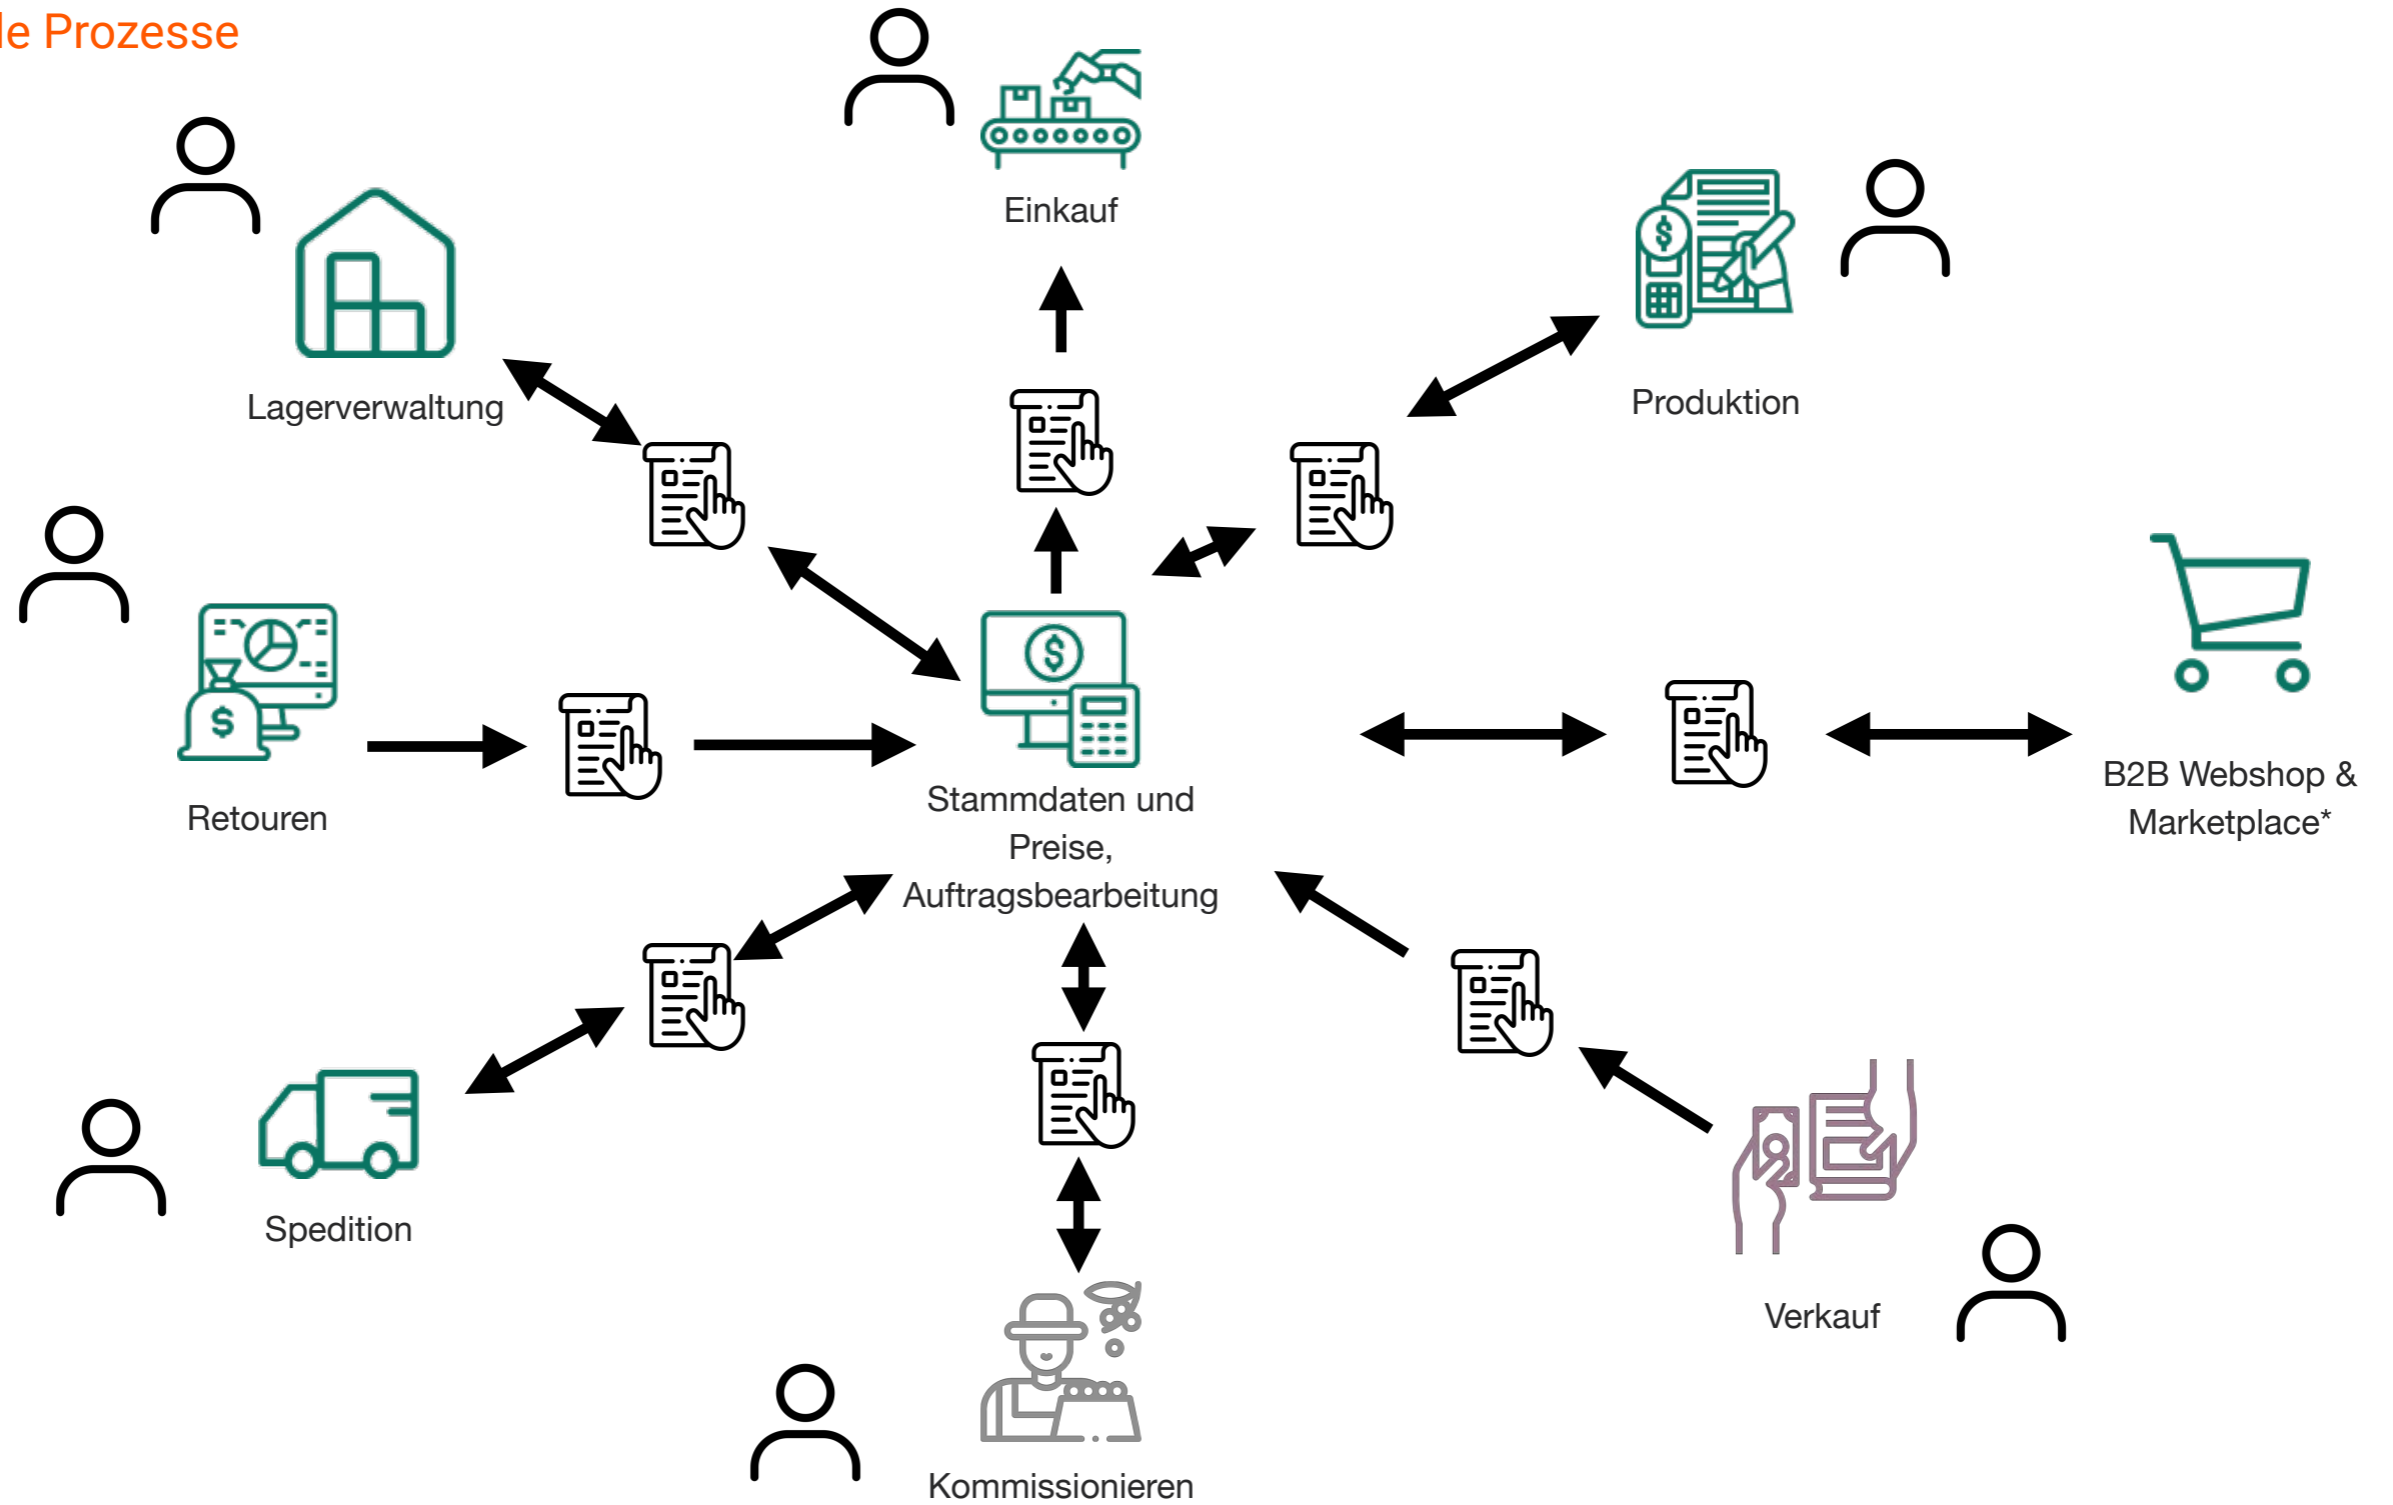 le Prozesse
Einkauf
Lagerverwaltung
Produktion
Retouren
Stammdaten und
Preise,
Auftragsbearbeitung
B2B Webshop &
Marketplace*
Spedition
Verkauf
Kommissionieren